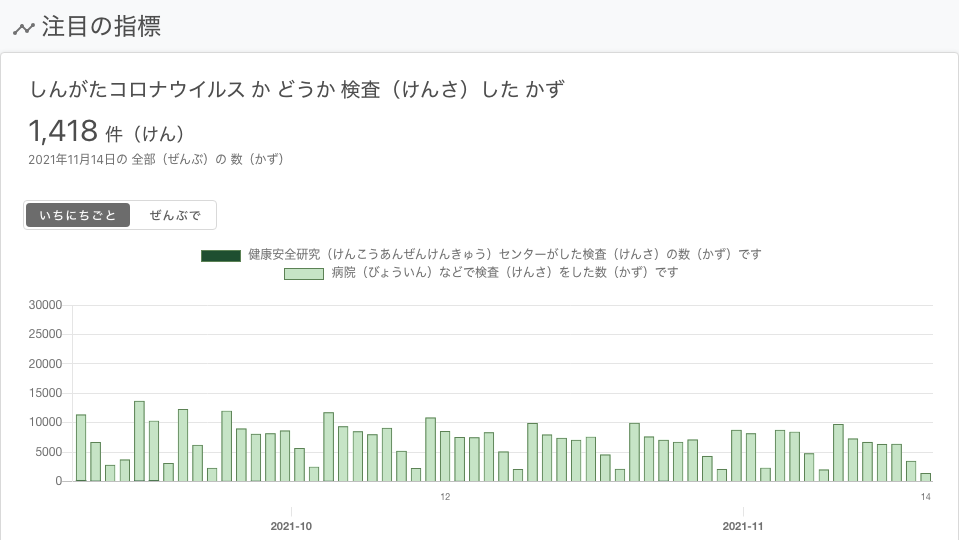 注目の指標
しんがたコロナウイルス か どうか 検査（けんさ）した かず
1,418 件（けん）
2021年11月14日の 全部（ぜんぶ）の 数（かず）
いちにちごと ぜんぶで
健康安全研究（けんこうあんぜんけんきゅう）センターがした検査（けんさ）の数（かず）です
病院（びょういん）などで検査（けんさ）をした数（かず）です
30000
25000
20000
15000
10000
5000
0
12 14
2021-10 2021-11